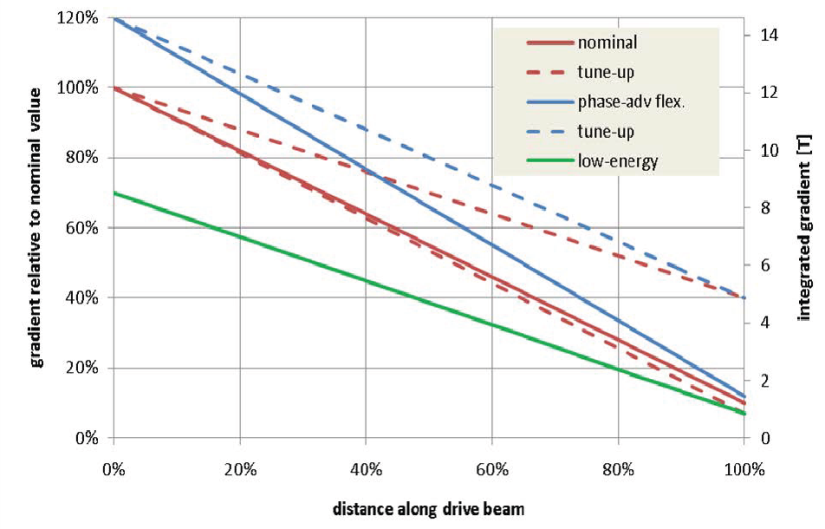 120%
100%
80%
60%
40%
20%
0%
gradient relative to nominal value
nominal
tune-up
phase-adv flex.
tune-up
low-energy
14
12
10
8
6
4
2
0
integrated gradient [T]
0% 20% 40% 60% 80% 100%
distance along drive beam